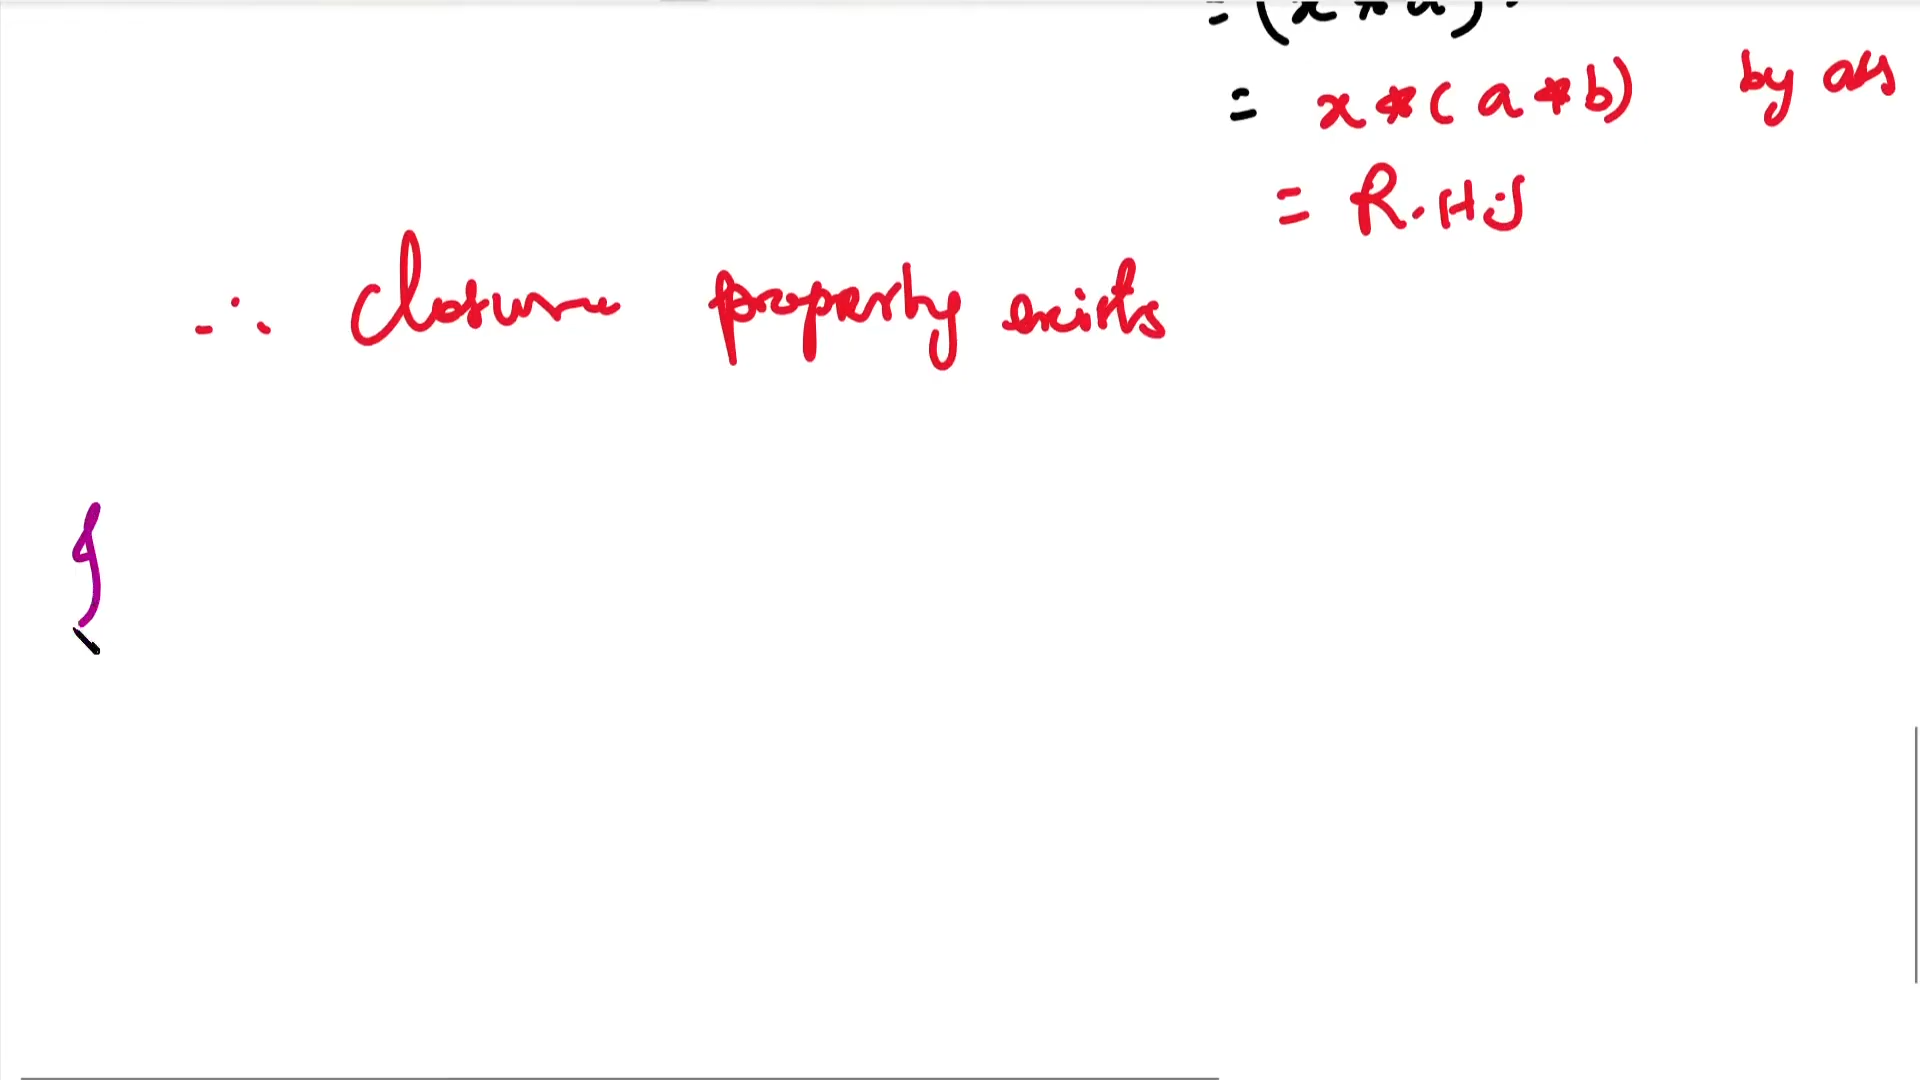 = x * ( a * b) by ass
= R.H.S
∴ closure property exists